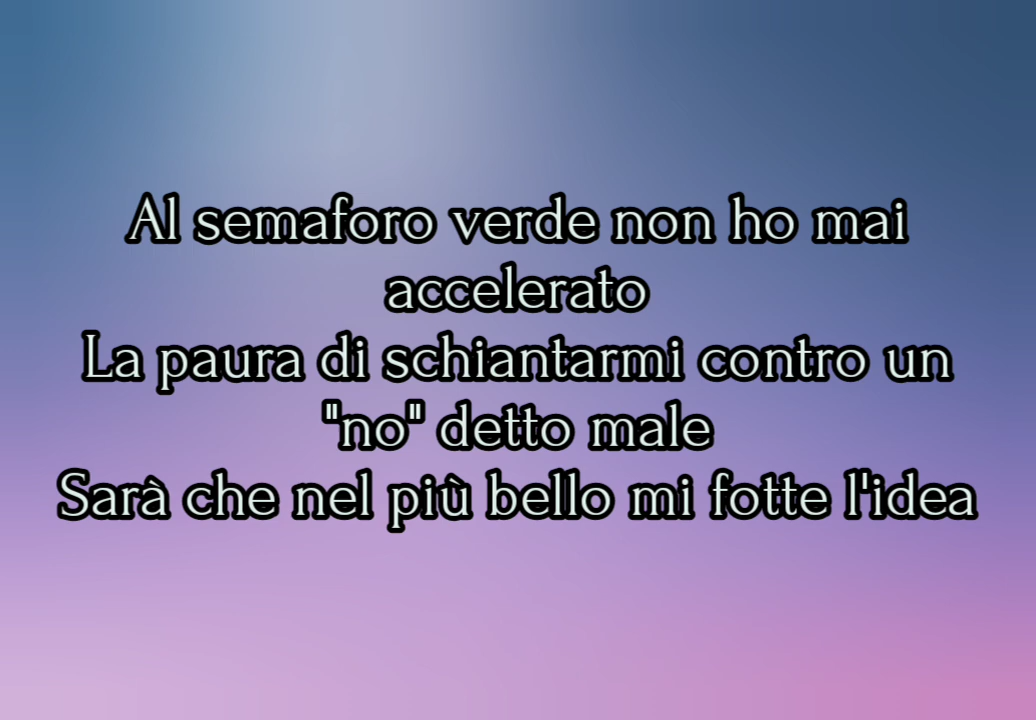 Al semaforo verde non ho mai
accelerato
La paura di schiantarmi contro un
"no" detto male
Sarà che nel più bello mi fotte l'idea